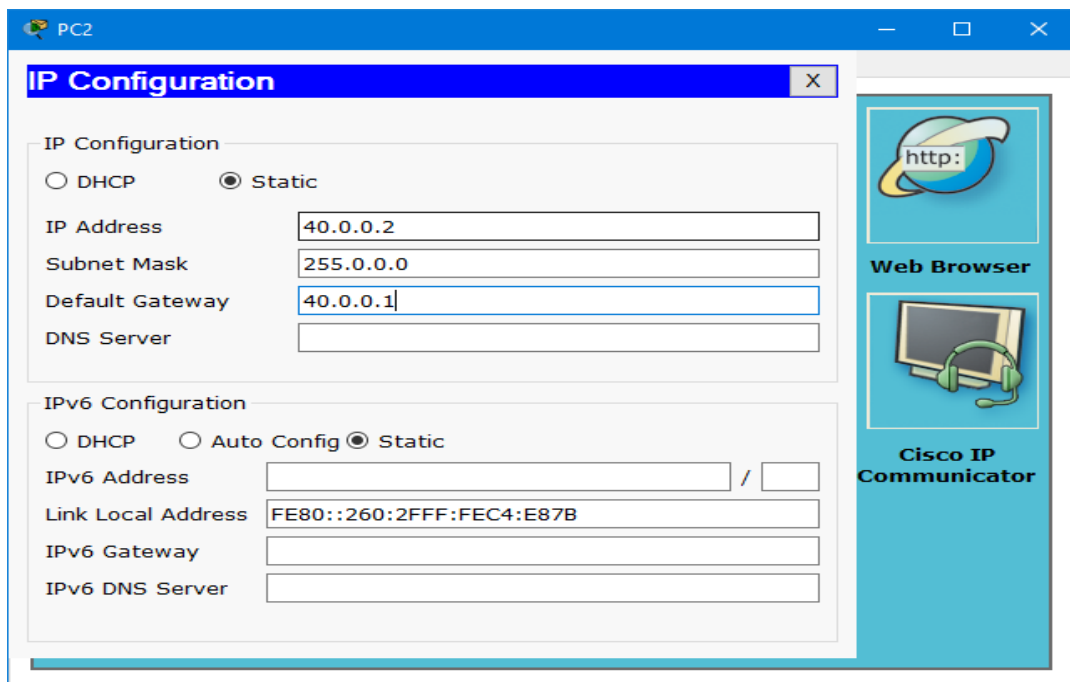 PC2
IP Configuration
X
IP Configuration
DHCP Static
IP Address 40.0.0.2
Subnet Mask 255.0.0.0
Default Gateway 40.0.0.1
DNS Server
IPv6 Configuration
DHCP Auto Config Static
IPv6 Address /
Link Local Address FE80::260:2FFF:FEC4:E87B
IPv6 Gateway
IPv6 DNS Server
http:
Web Browser
Cisco IP
Communicator